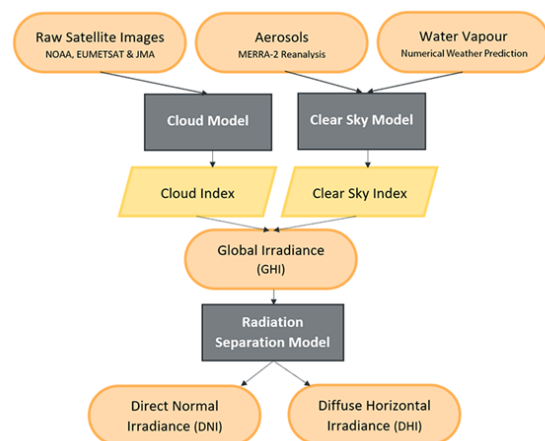 Raw Satellite Images
NOAA, EUMETSAT & JMA
Aerosols
MERRA-2 Reanalysis
Water Vapour
Numerical Weather Prediction
Cloud Model
Clear Sky Model
Cloud Index
Clear Sky Index
Global Irradiance
(GHI)
Radiation
Separation Model
Direct Normal
Irradiance (DNI)
Diffuse Horizontal
Irradiance (DHI)